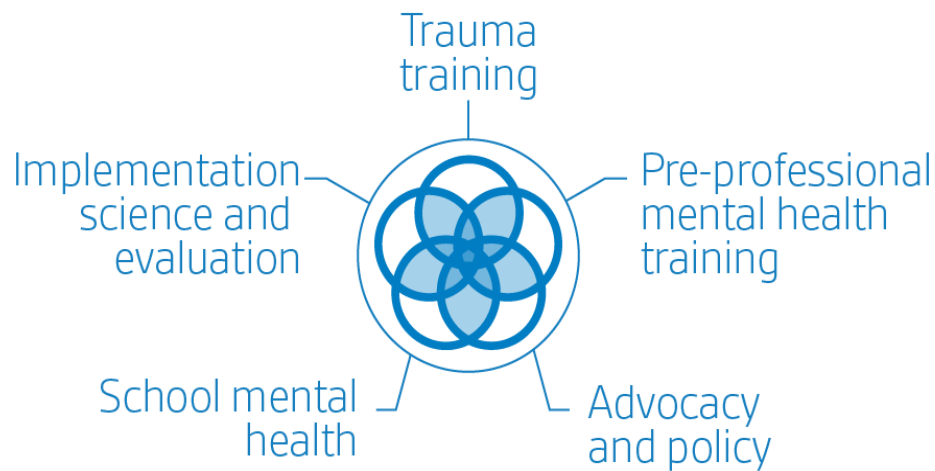 Trauma
training
Implementation
science and
evaluation
Pre-professional
mental health
training
School mental
health
Advocacy
and policy